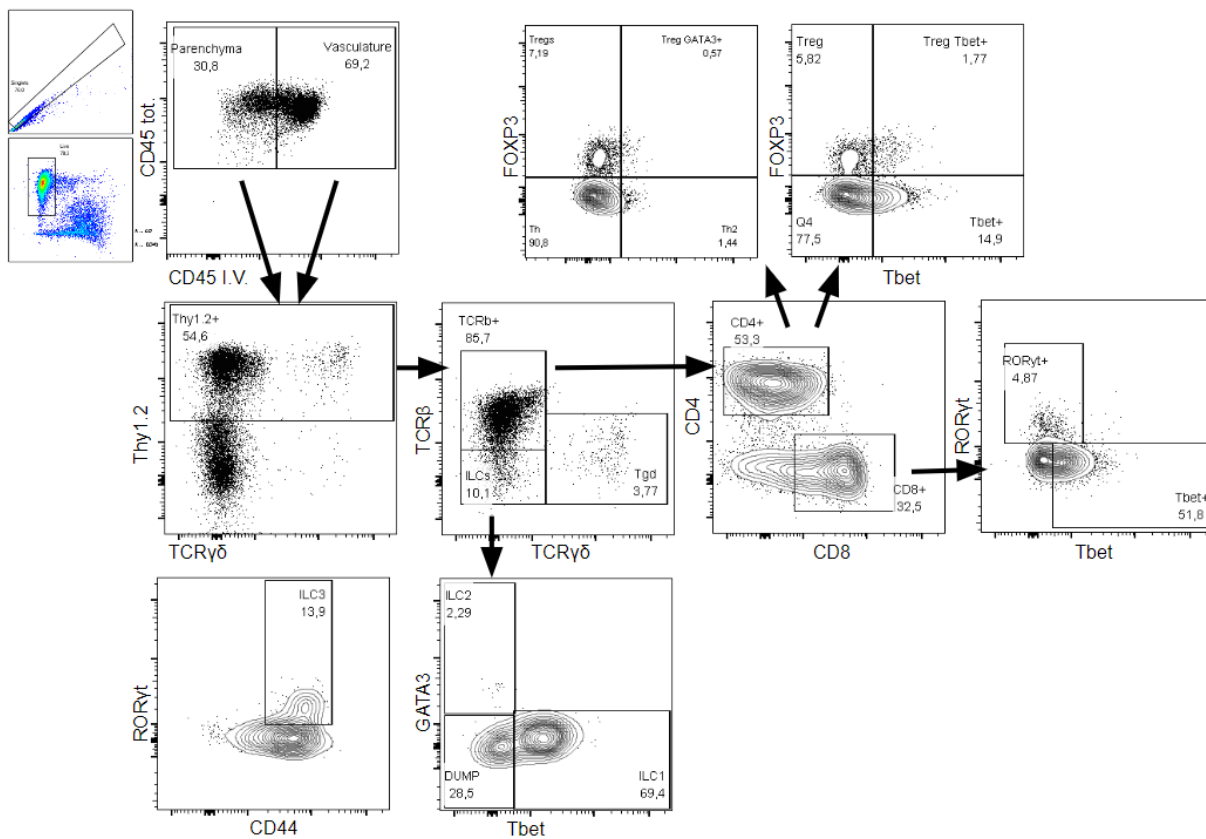 Singlets
Live
Parenchyma
30,8
Vasculature
69,2
CD45 tot.
CD45 I.V.
Tregs
7,19
Treg GATA3+
0,57
FOXP3
Th
90,8
Th2
1,44
Treg
5,82
Treg Tbet+
1,77
FOXP3
Q4
77,5
Tbet+
14,9
Tbet
Thy1.2+
54,6
Thy1.2
TCRγδ
TCRb+
85,7
TCRβ
ILCs
10,1
Tgd
3,77
TCRγδ
CD4+
53,3
CD4
CD8+
32,5
CD8
RORyt+
4,87
RORγt
Tbet+
51,8
Tbet
ILC3
13,9
RORγt
CD44
ILC2
2,29
GATA3
DUMP
28,5
ILC1
69,4
Tbet